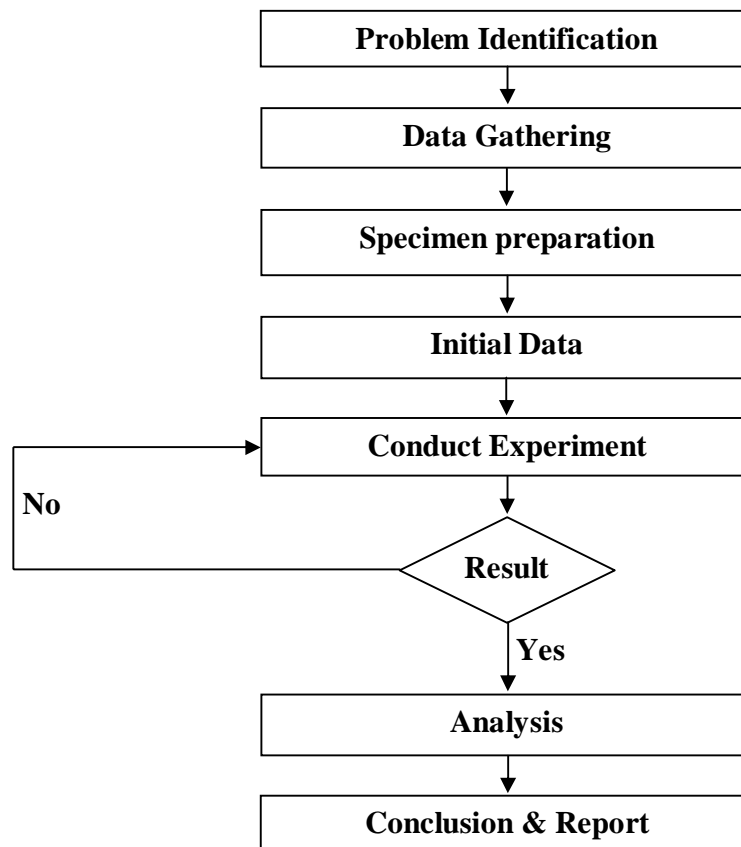 Problem Identification
Data Gathering
Specimen preparation
Initial Data
Conduct Experiment
No
Result
Yes
Analysis
Conclusion & Report